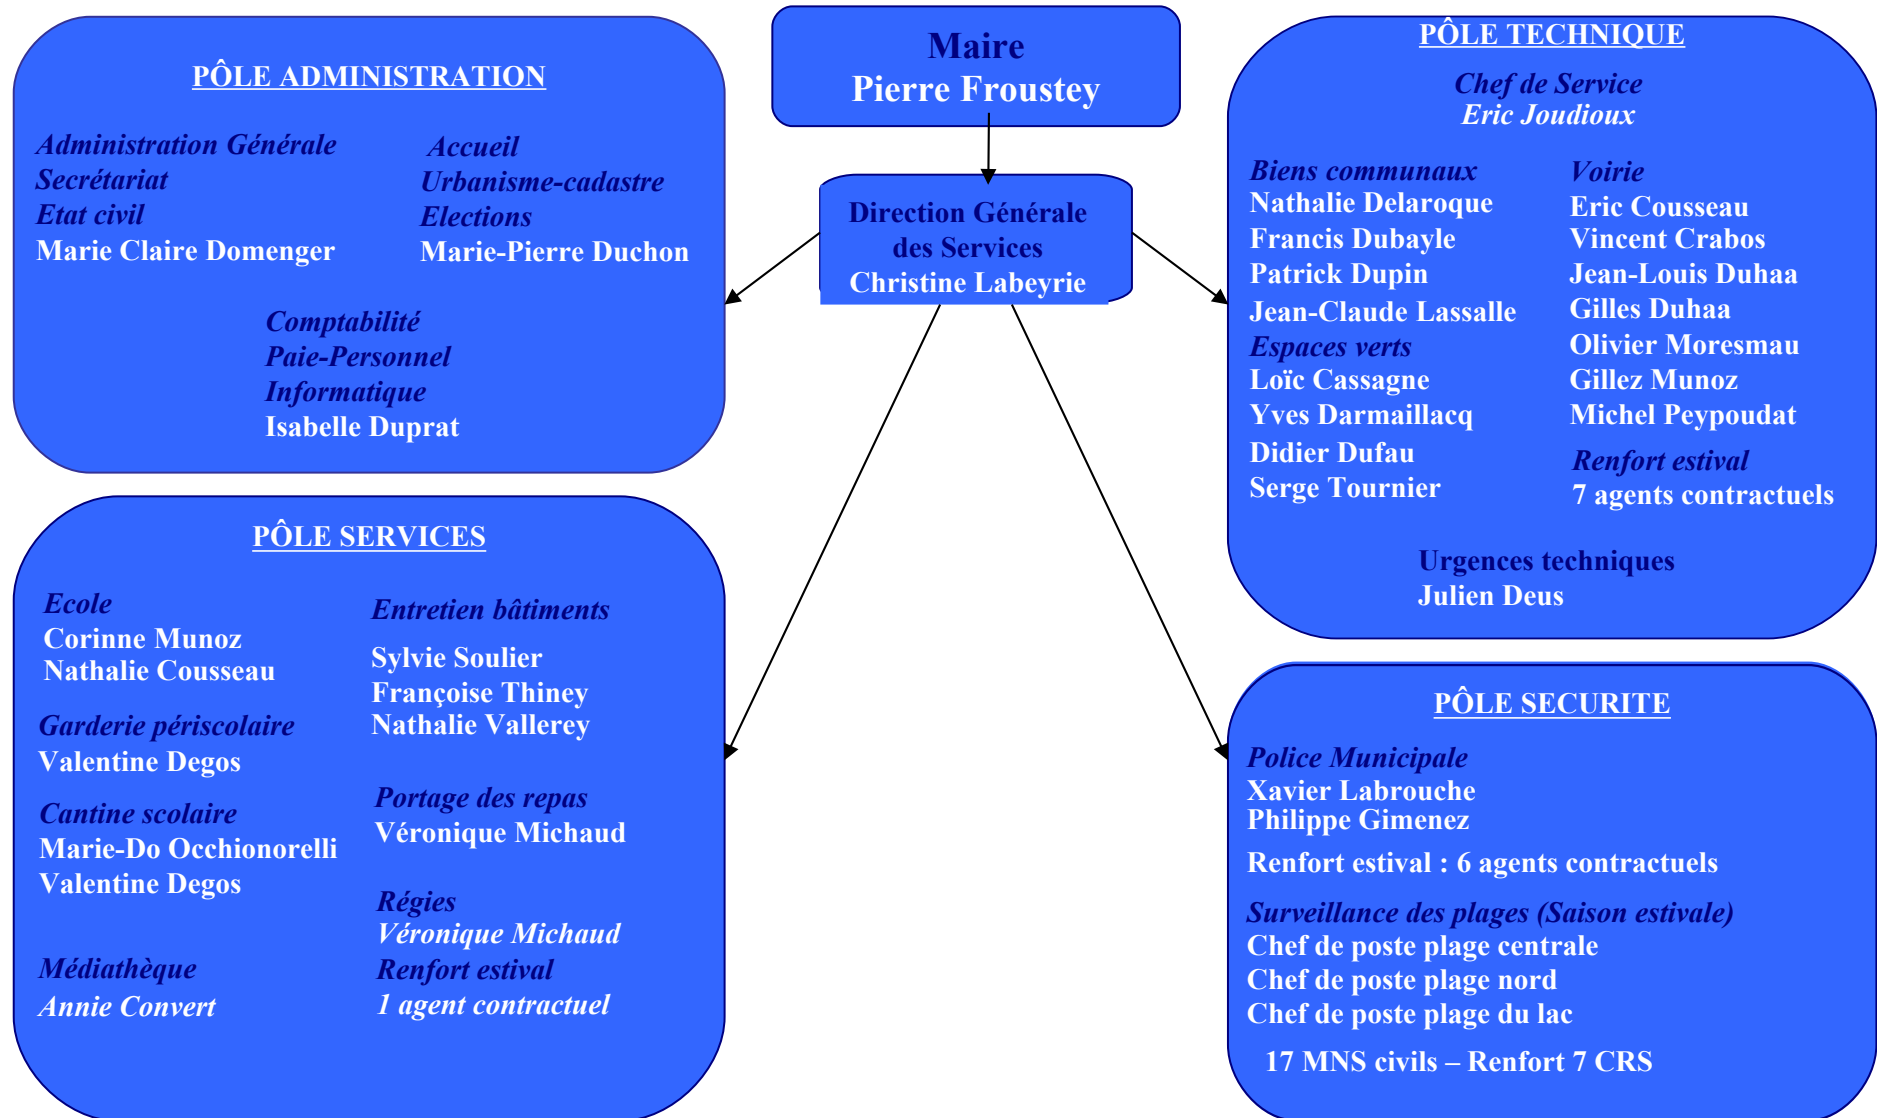 Maire
Pierre Froustey
Direction Générale
des Services
Christine Labeyrie
PÔLE ADMINISTRATION
Administration Générale
Secrétariat
Etat civil
Marie Claire Domenger
Accueil
Urbanisme-cadastre
Elections
Marie-Pierre Duchon
Comptabilité
Paie-Personnel
Informatique
Isabelle Duprat
PÔLE TECHNIQUE
Chef de Service
Eric Joudioux
Biens communaux
Nathalie Delaroque
Francis Dubayle
Patrick Dupin
Jean-Claude Lassalle
Espaces verts
Loïc Cassagne
Yves Darmaillacq
Didier Dufau
Serge Tournier
Voirie
Eric Cousseau
Vincent Crabos
Jean-Louis Duhaa
Gilles Duhaa
Olivier Moresmau
Gillez Munoz
Michel Peypoudat
Renfort estival
7 agents contractuels
Urgences techniques
Julien Deus
PÔLE SERVICES
Ecole
Corinne Munoz
Nathalie Cousseau
Garderie périscolaire
Valentine Degos
Cantine scolaire
Marie-Do Occhionorelli
Valentine Degos
Médiathèque
Annie Convert
Entretien bâtiments
Sylvie Soulier
Françoise Thiney
Nathalie Vallerey
Portage des repas
Véronique Michaud
Régies
Véronique Michaud
Renfort estival
1 agent contractuel
PÔLE SECURITE
Police Municipale
Xavier Labrouche
Philippe Gimenez
Renfort estival : 6 agents contractuels
Surveillance des plages (Saison estivale)
Chef de poste plage centrale
Chef de poste plage nord
Chef de poste plage du lac
17 MNS civils – Renfort 7 CRS